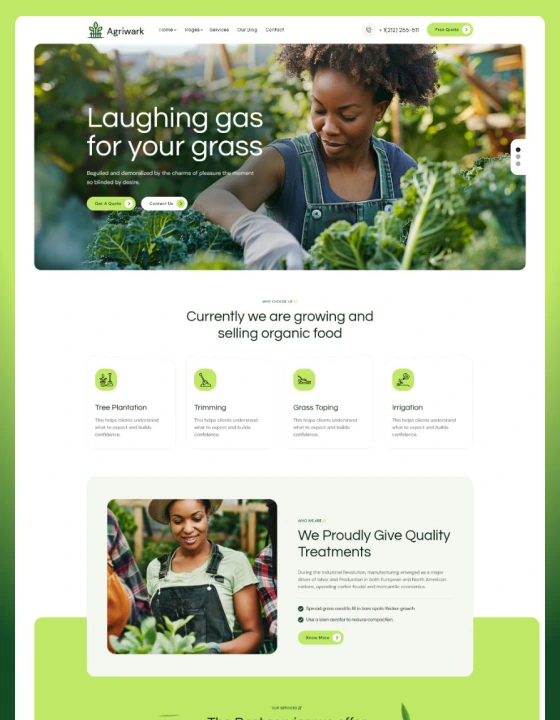 Agriwark
Home Pages Services Our Blog Contact
Free Quote
Laughing gas
for your grass
Beguiled and demoralized by the charms of pleasure the moment
so blinded by desire.
Get A Quote
Contact Us
WHY CHOOSE US
Currently we are growing and
selling organic food
Tree Plantation
This helps clients understand
what to expect and builds
confidence.
Trimming
This helps clients understand
what to expect and builds
confidence.
Grass Toping
This helps clients understand
what to expect and builds
confidence.
Irrigation
This helps clients understand
what to expect and builds
confidence.
WHO WE ARE
We Proudly Give Quality
Treatments
During the Industrial Revolution, manufacturing emerged as a major
driver of labor and Production in both European and North American
nations, upending earlier feudal and mercantile economies.
Spread grass seed to fill in bare spots thicker growth
Use a lawn aerator to reduce compaction
Know More
OUR SERVICES
The Best services we offer